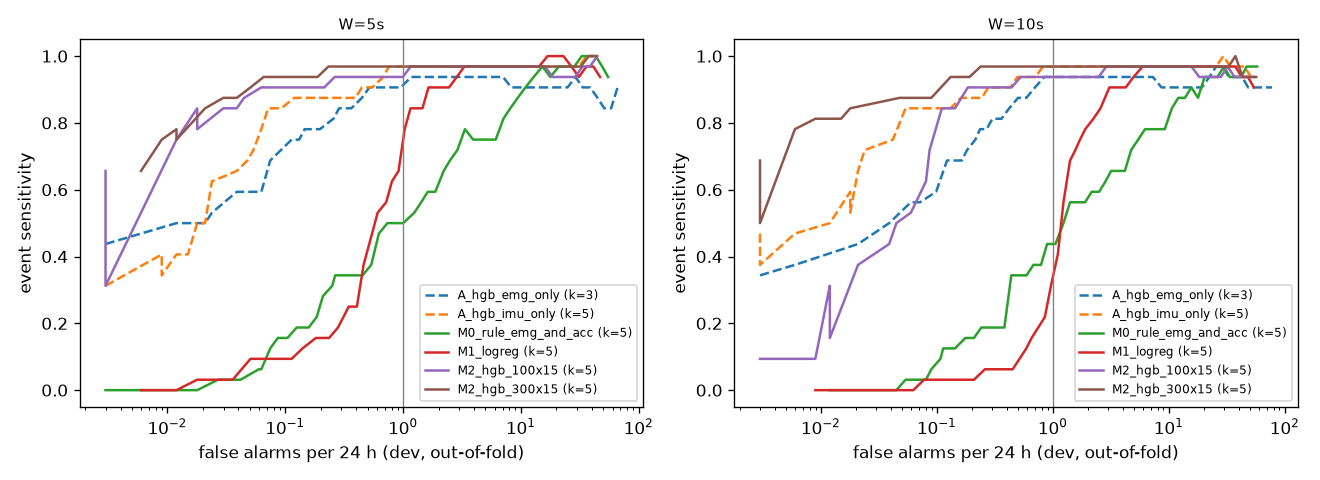 W=5s
1.0
0.8
0.6
0.4
0.2
0.0
event sensitivity
A_hgb_emg_only (k=3)
A_hgb_imu_only (k=5)
M0_rule_emg_and_acc (k=5)
M1_logreg (k=5)
M2_hgb_100x15 (k=5)
M2_hgb_300x15 (k=5)
10⁻² 10⁻¹ 10⁰ 10¹ 10²
false alarms per 24 h (dev, out-of-fold)
W=10s
1.0
0.8
0.6
0.4
0.2
0.0
event sensitivity
A_hgb_emg_only (k=3)
A_hgb_imu_only (k=5)
M0_rule_emg_and_acc (k=5)
M1_logreg (k=5)
M2_hgb_100x15 (k=5)
M2_hgb_300x15 (k=5)
10⁻² 10⁻¹ 10⁰ 10¹ 10²
false alarms per 24 h (dev, out-of-fold)